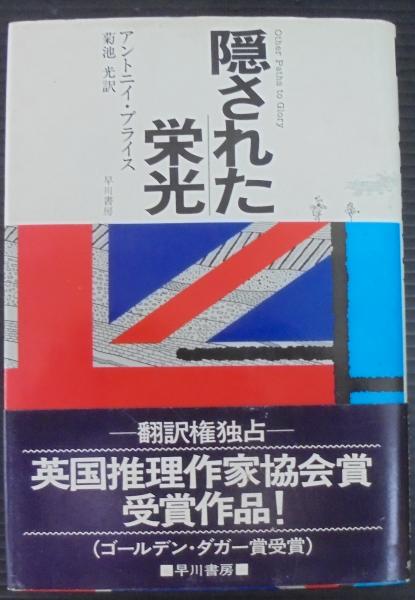 Other Paths to Glory
隠された
栄光
アントニイ・プライス
菊池 光訳
早川書房
—翻訳権独占—
英国推理作家協会賞
受賞作品!
(ゴールデン・ダガー賞受賞)
■早川書房■